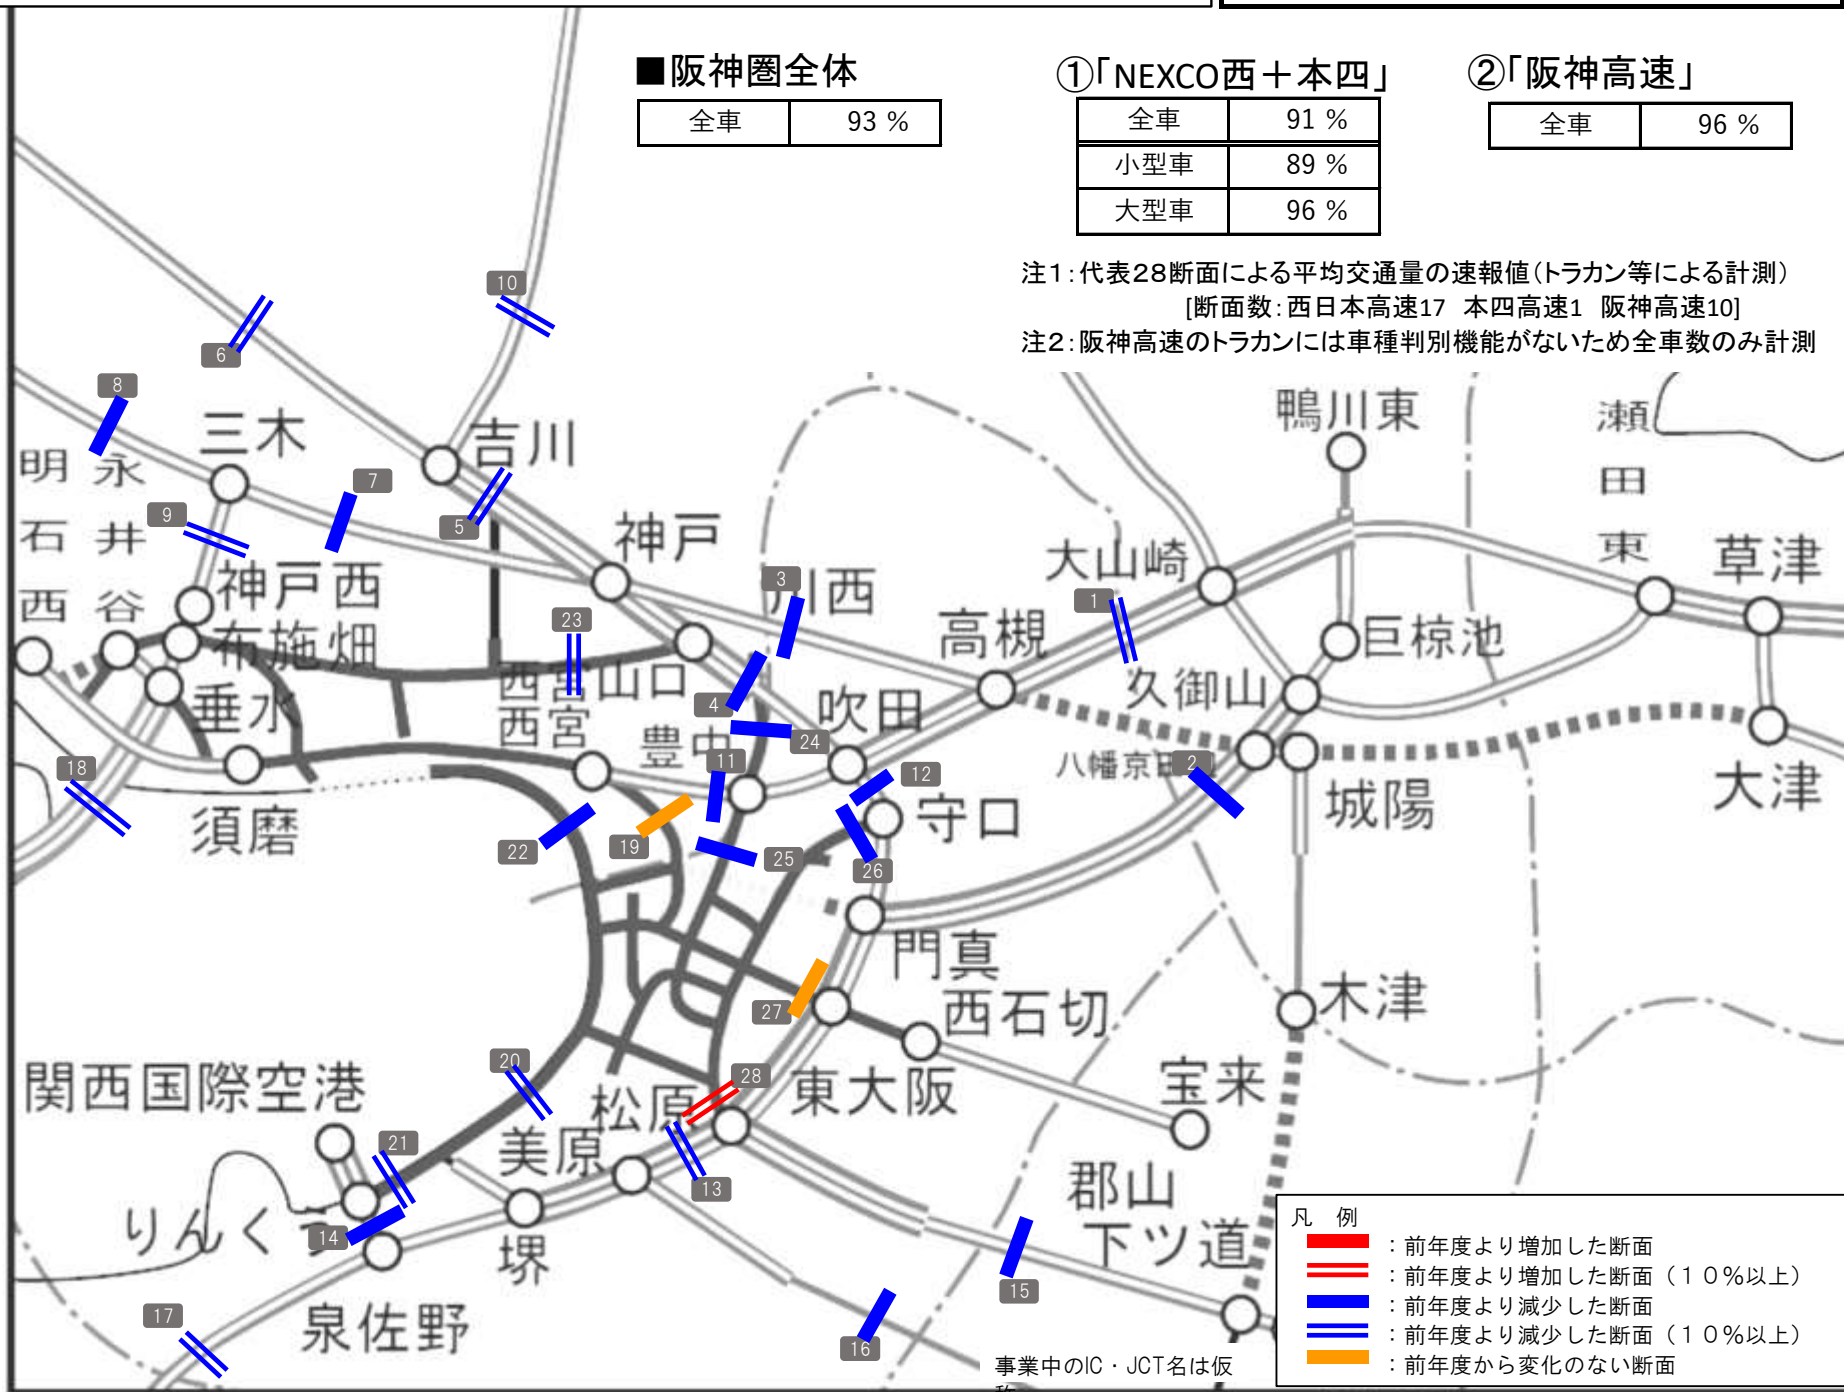 ■阪神圏全体
全車 93 %
①「NEXCO西＋本四」
全車 91 %
小型車 89 %
大型車 96 %
②「阪神高速」
全車 96 %
注1：代表28断面による平均交通量の速報値（トラカン等による計測）
[断面数：西日本高速17 本四高速1 阪神高速10]
注2：阪神高速のトラカンには車種判別機能がないため全車数のみ計測
10
6
8
三木
吉川
鴨川東
瀬田東
明石西
永井谷
7
9
5
神戸
大山崎
草津
神戸西
3
川西
1
布施畑
23
高槻
巨椋池
西宮山口
久御山
垂水
4
吹田
西宮
豊中
24
八幡京田
2
18
11
12
大津
須磨
守口
城陽
22
19
25
26
門真
27
西石切
木津
関西国際空港
20
28
松原
東大阪
宝来
21
美原
13
郡山
下ツ道
りんくう
14
堺
15
17
泉佐野
16
事業中のIC・JCT名は仮
称
凡 例
：前年度より増加した断面
：前年度より増加した断面（１０％以上）
：前年度より減少した断面
：前年度より減少した断面（１０％以上）
：前年度から変化のない断面